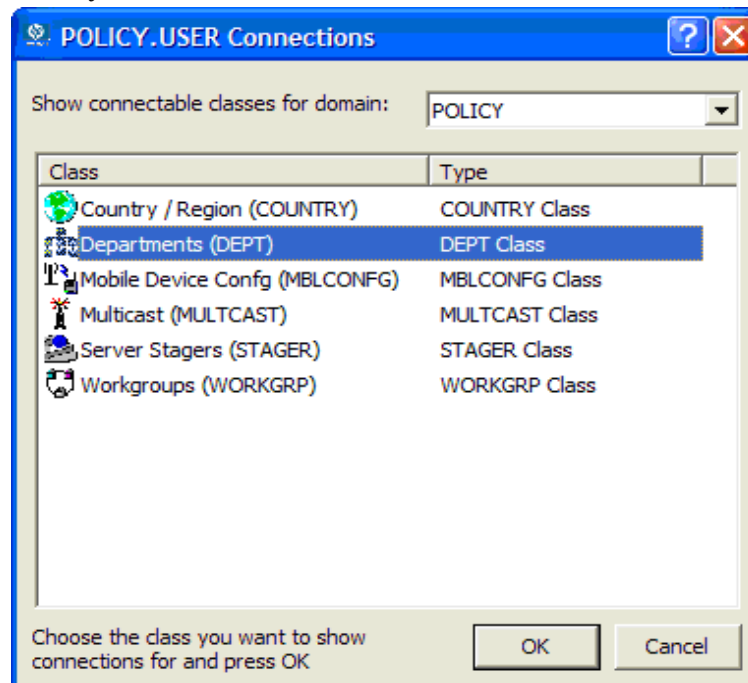 POLICY.USER Connections
Show connectable classes for domain: POLICY
Class Type
Country / Region (COUNTRY) COUNTRY Class
Departments (DEPT) DEPT Class
Mobile Device Confg (MBLCONFG) MBLCONFG Class
Multicast (MULTCAST) MULTCAST Class
Server Stagers (STAGER) STAGER Class
Workgroups (WORKGRP) WORKGRP Class
Choose the class you want to show
connections for and press OK
OK Cancel